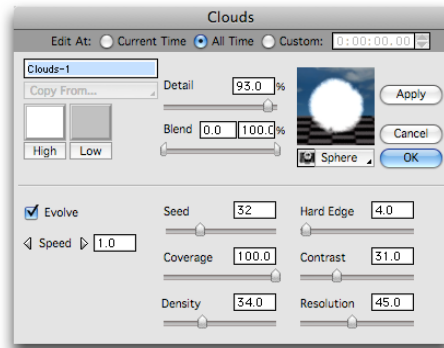 Clouds
Edit At: Current Time All Time Custom: 0:00:00.00
Clouds-1
Copy From...
Detail 93.0 %
Apply
Blend 0.0 100.0 %
Cancel
High Low
Sphere
OK
Evolve
Seed 32
Hard Edge 4.0
Speed 1.0
Coverage 100.0
Contrast 31.0
Density 34.0
Resolution 45.0